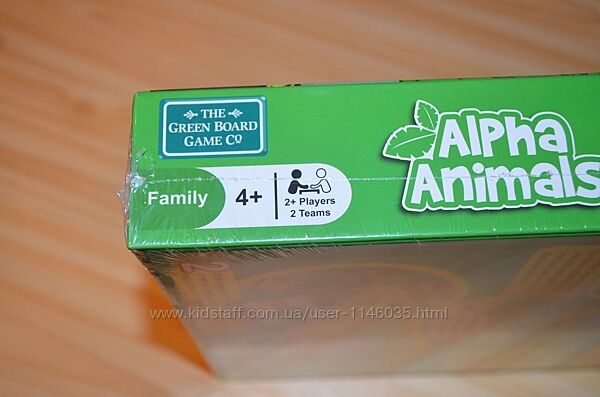 THE
GREEN BOARD
GAME CO
Family
4+
2+ Players
2 Teams
Alpha
Animals
www.kidstaff.com.ua/user-1146035.html